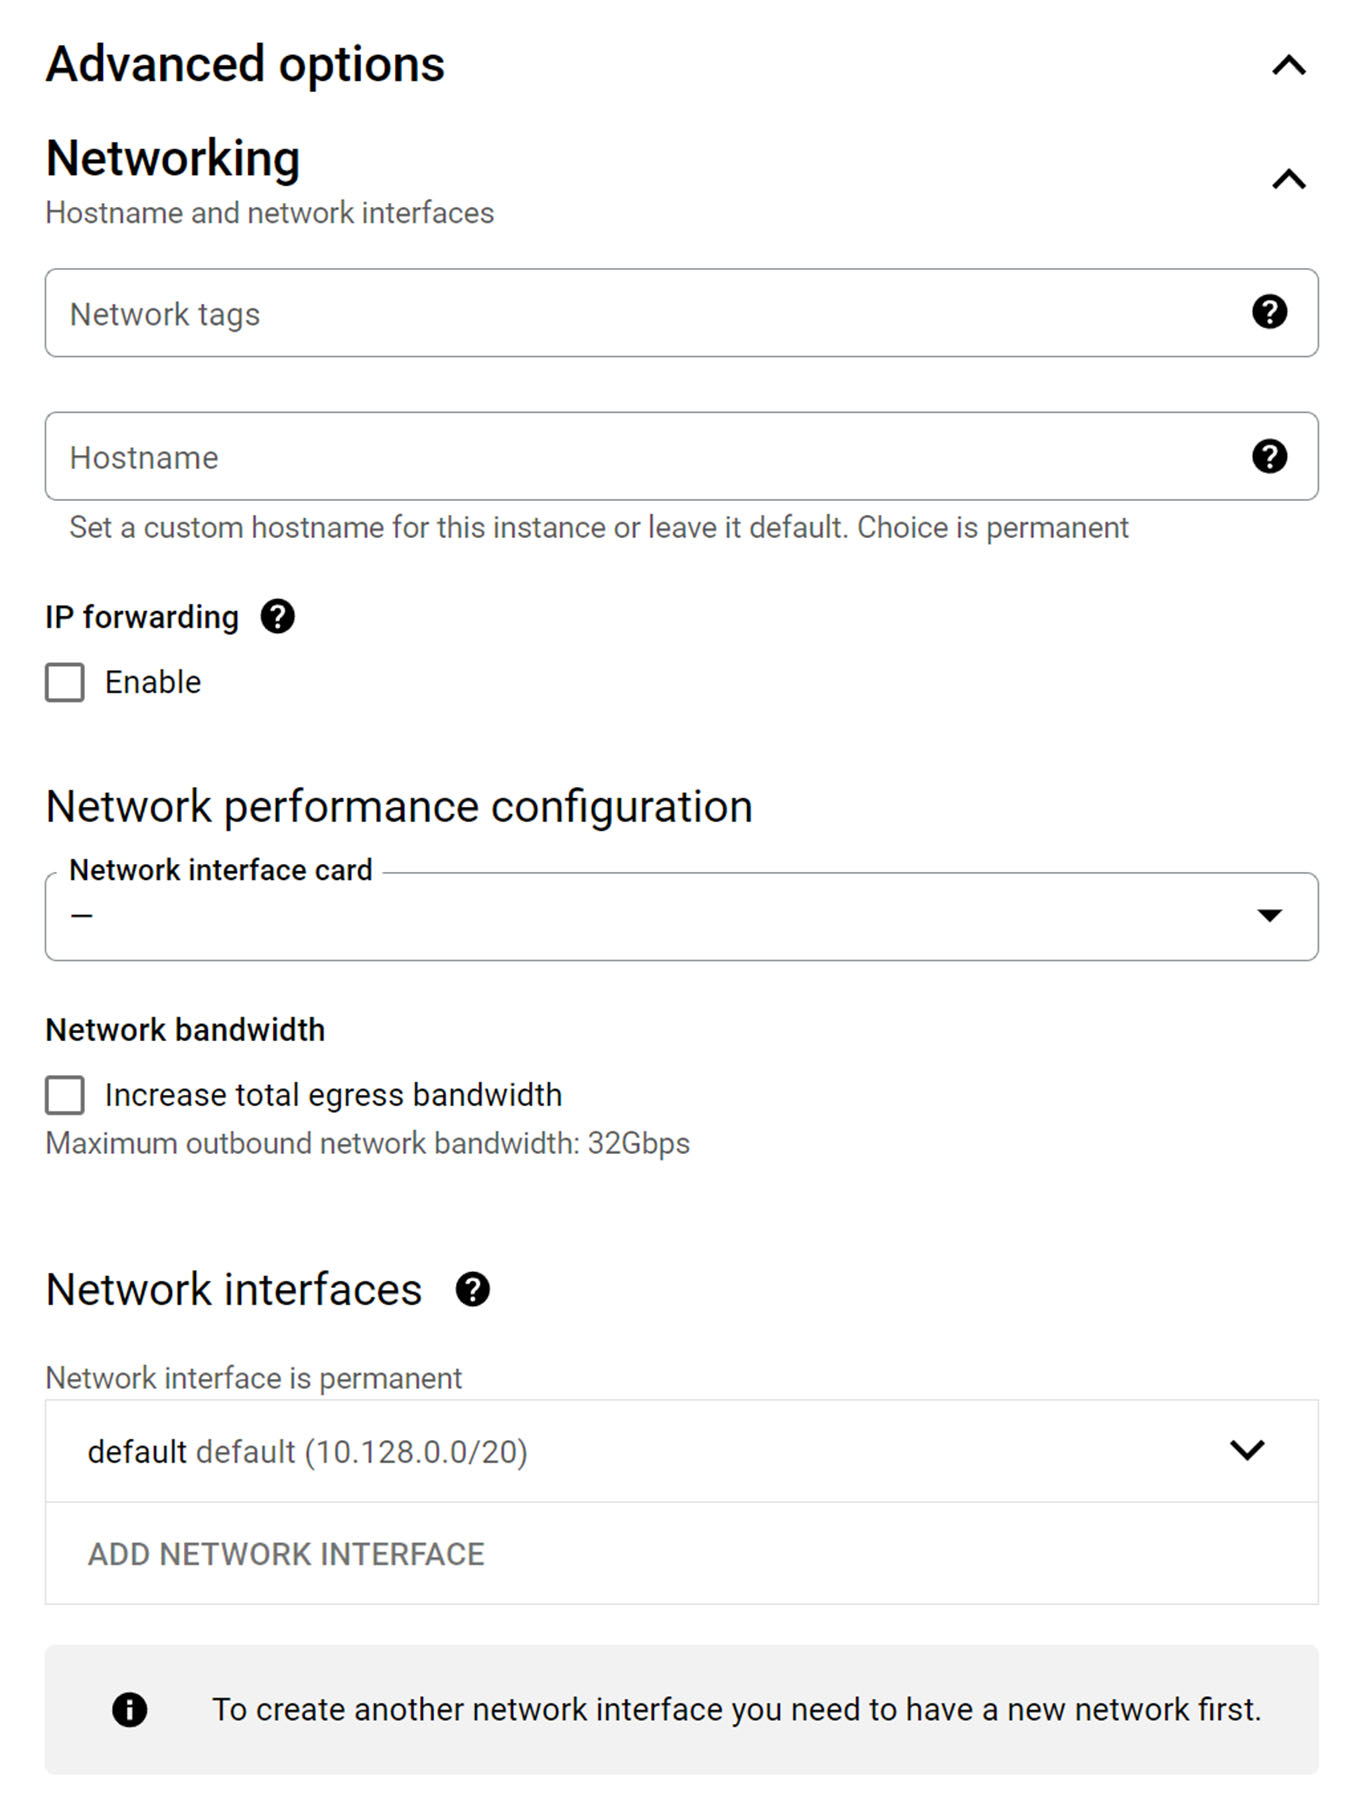 Advanced options
Networking
Hostname and network interfaces
Network tags
Hostname
Set a custom hostname for this instance or leave it default. Choice is permanent
IP forwarding
Enable
Network performance configuration
Network interface card
–
Network bandwidth
Increase total egress bandwidth
Maximum outbound network bandwidth: 32Gbps
Network interfaces
Network interface is permanent
default default (10.128.0.0/20)
ADD NETWORK INTERFACE
To create another network interface you need to have a new network first.